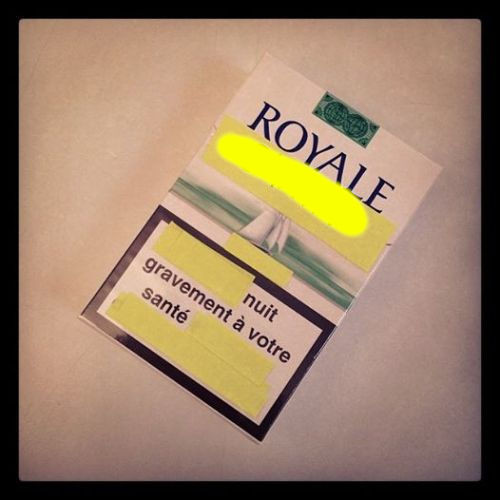 ROYALE
nuit
gravement à votre
santé